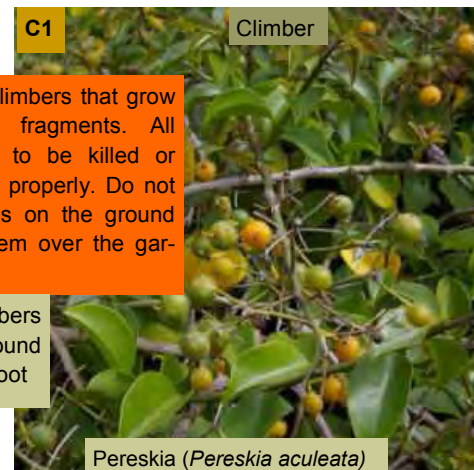 C1
Climber
limbers that grow
fragments. All
to be killed or
properly. Do not
s on the ground
em over the gar-
bers
ound
oot
Pereskia (Pereskia aculeata)